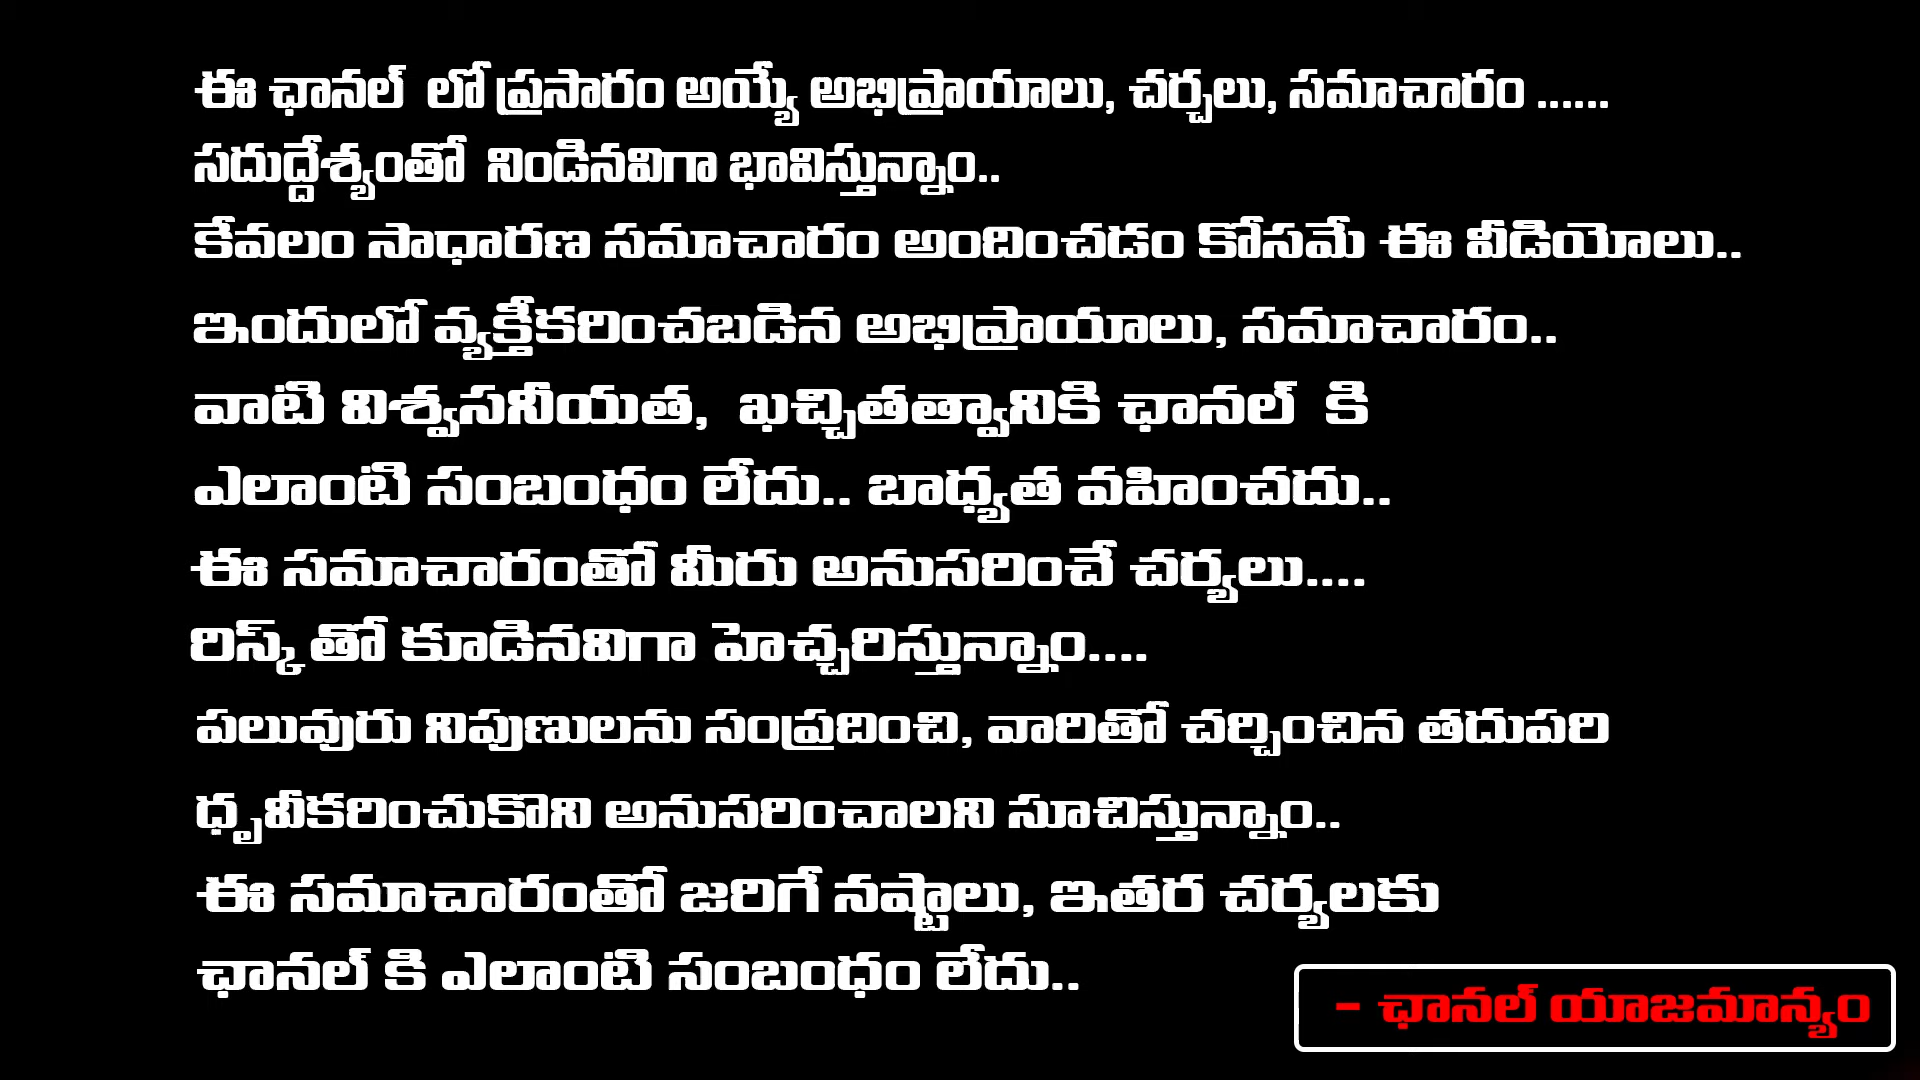 ఈ ఛానల్ లో ప్రసారం అయ్యే అభిప్రాయాలు, చర్చలు, సమాచారం ......
సదుద్దేశ్యంతో నిండినవిగా భావిస్తున్నాం..
కేవలం సాధారణ సమాచారం అందించడం కోసమే ఈ వీడియోలు..
ఇందులో వ్యక్తీకరించబడిన అభిప్రాయాలు, సమాచారం..
వాటి విశ్వసనీయత, ఖచ్చితత్వానికి ఛానల్ కి
ఎలాంటి సంబంధం లేదు.. బాధ్యత వహించదు..
ఈ సమాచారంతో మీరు అనుసరించే చర్యలు....
రిస్క్ తో కూడినవిగా హెచ్చరిస్తున్నాం....
పలువురు నిపుణులను సంప్రదించి, వారితో చర్చించిన తదుపరి
ధృవీకరించుకొని అనుసరించాలని సూచిస్తున్నాం..
ఈ సమాచారంతో జరిగే నష్టాలు, ఇతర చర్యలకు
ఛానల్ కి ఎలాంటి సంబంధం లేదు..
- ఛానల్ యాజమాన్యం